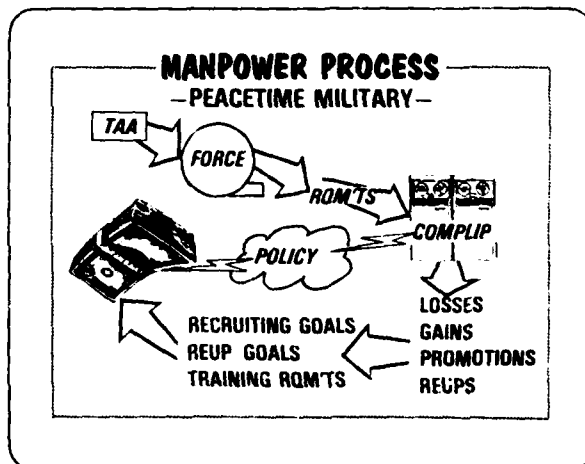 MANPOWER PROCESS
-PEACETIME MILITARY-
TAA
FORCE
RQM'TS
COMPLIP
POLICY
LOSSES
GAINS
PROMOTIONS
REUPS
RECRUITING GOALS
REUP GOALS
TRAINING RQM'TS